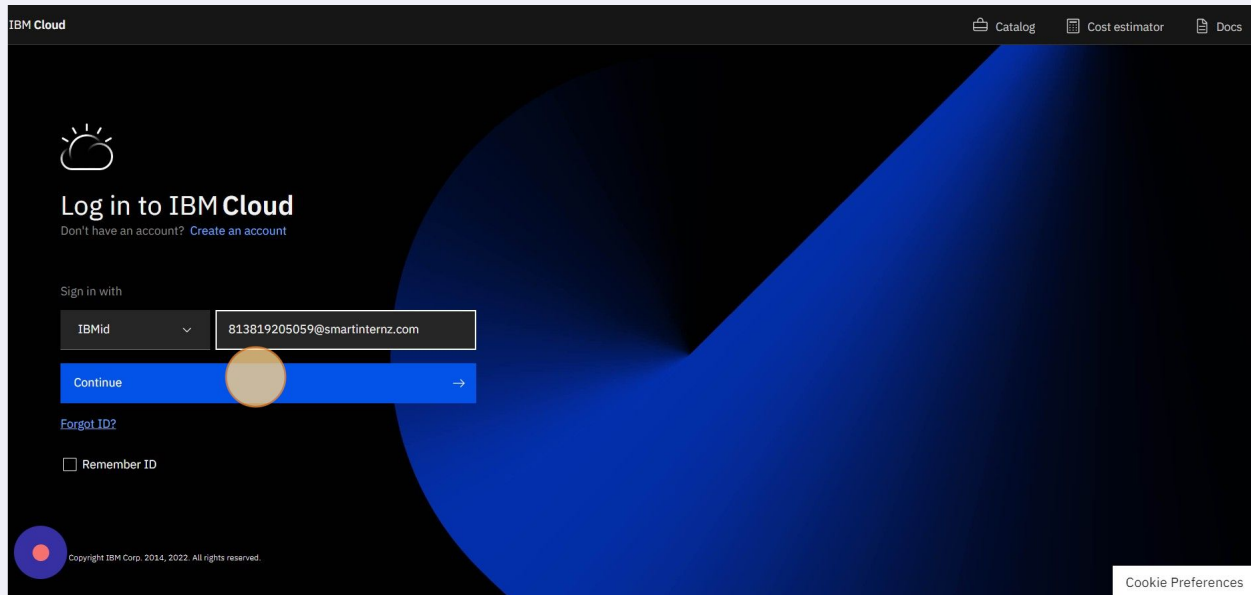 IBM Cloud Catalog Cost estimator Docs
Log in to IBM Cloud
Don't have an account? Create an account
Sign in with
IBMid 813819205059@smartinternz.com
Continue
Forgot ID?
Remember ID
Copyright IBM Corp. 2014, 2022. All rights reserved.
Cookie Preferences